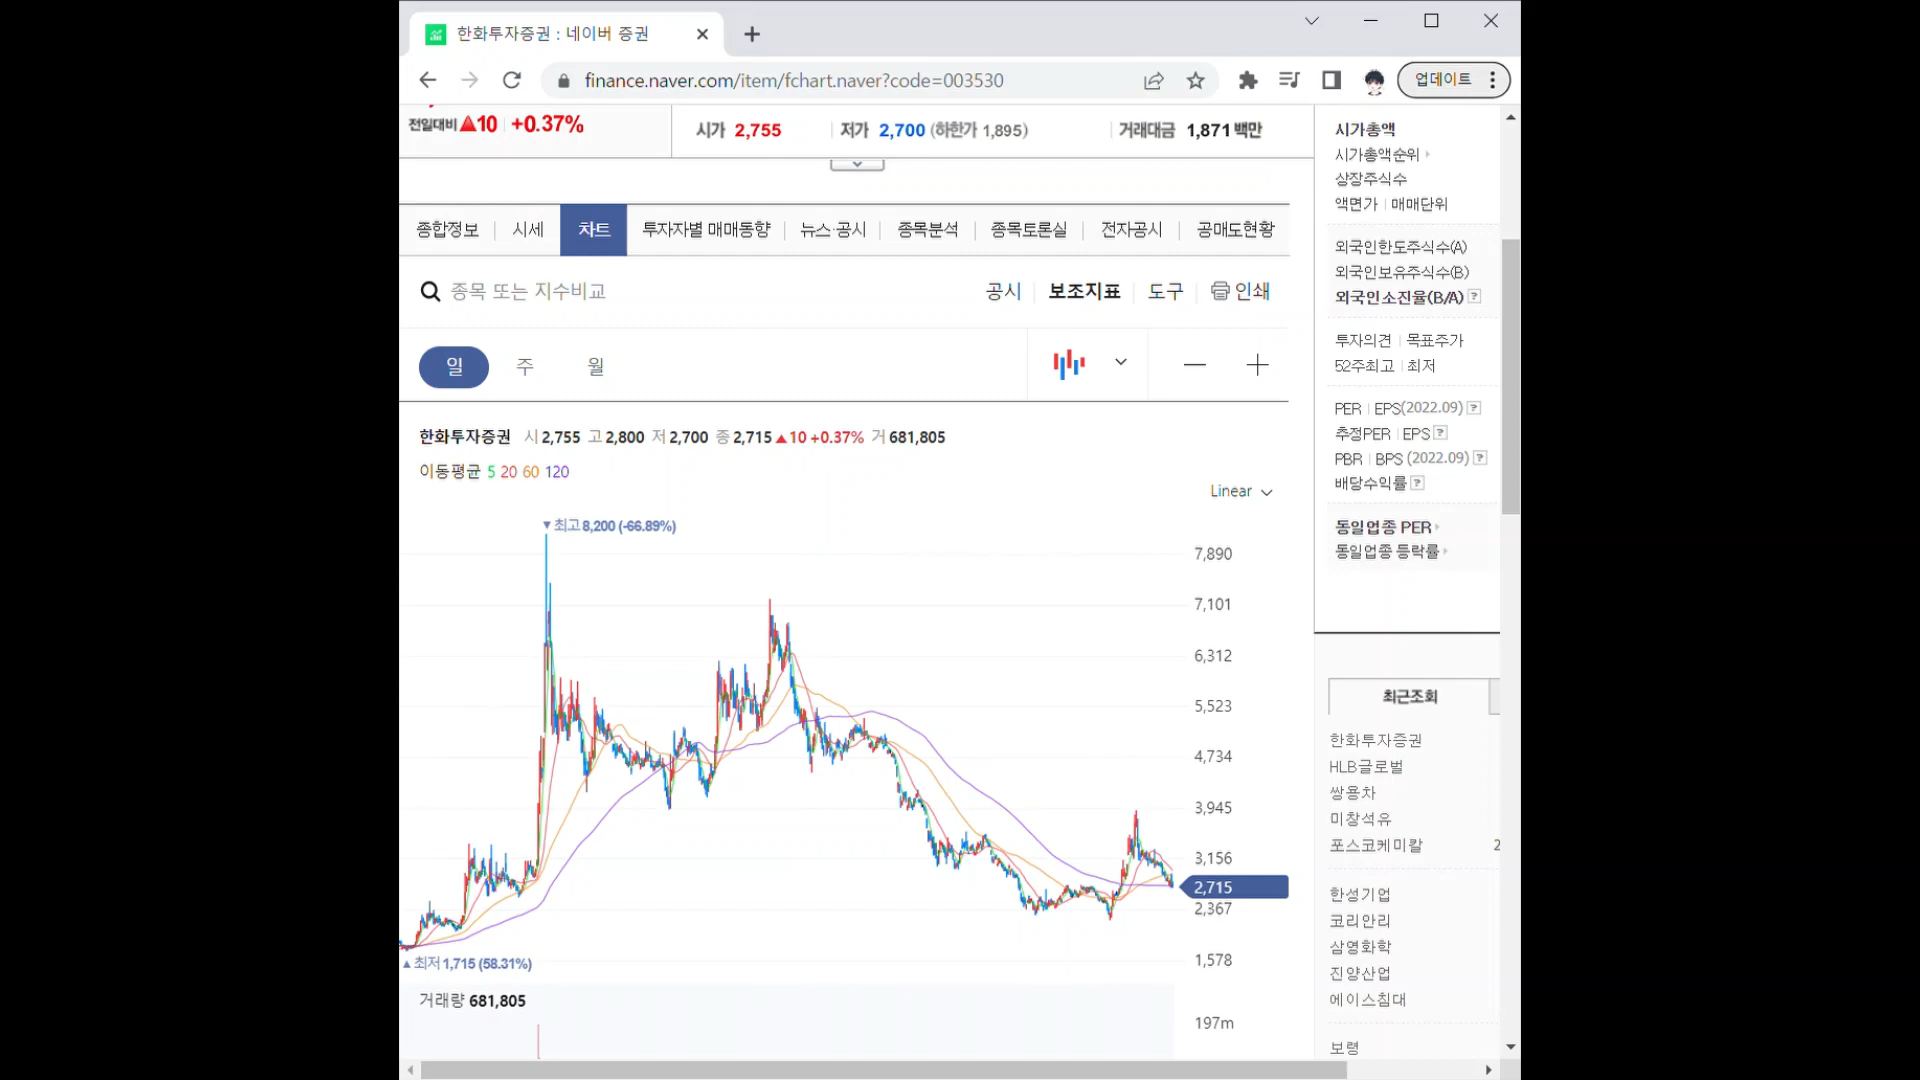 한화투자증권 : 네이버 증권
finance.naver.com/item/fchart.naver?code=003530
업데이트
전일대비 ▲10 +0.37%
시가 2,755 저가 2,700 (하한가 1,895) 거래대금 1,871 백만
종합정보 시세 차트 투자자별 매매동향 뉴스·공시 종목분석 종목토론실 전자공시 공매도현황
종목 또는 지수비교
공시 보조지표 도구 인쇄
일 주 월
한화투자증권 시 2,755 고 2,800 저 2,700 종 2,715 ▲10 +0.37% 거 681,805
이동평균 5 20 60 120
Linear
▼최고 8,200 (-66.89%)
7,890
7,101
6,312
5,523
4,734
3,945
3,156
2,715
2,367
1,578
▲최저 1,715 (58.31%)
거래량 681,805
197m
시가총액
시가총액순위
상장주식수
액면가 매매단위
외국인한도주식수(A)
외국인보유주식수(B)
외국인소진율(B/A) ?
투자의견 목표주가
52주최고 최저
PER EPS(2022.09) ?
추정PER EPS ?
PBR BPS (2022.09) ?
배당수익률 ?
동일업종 PER
동일업종 등락률
최근조회
한화투자증권
HLB글로벌
쌍용차
미창석유
포스코케미칼 2
한성기업
코리안리
삼영화학
진양산업
에이스침대
보령